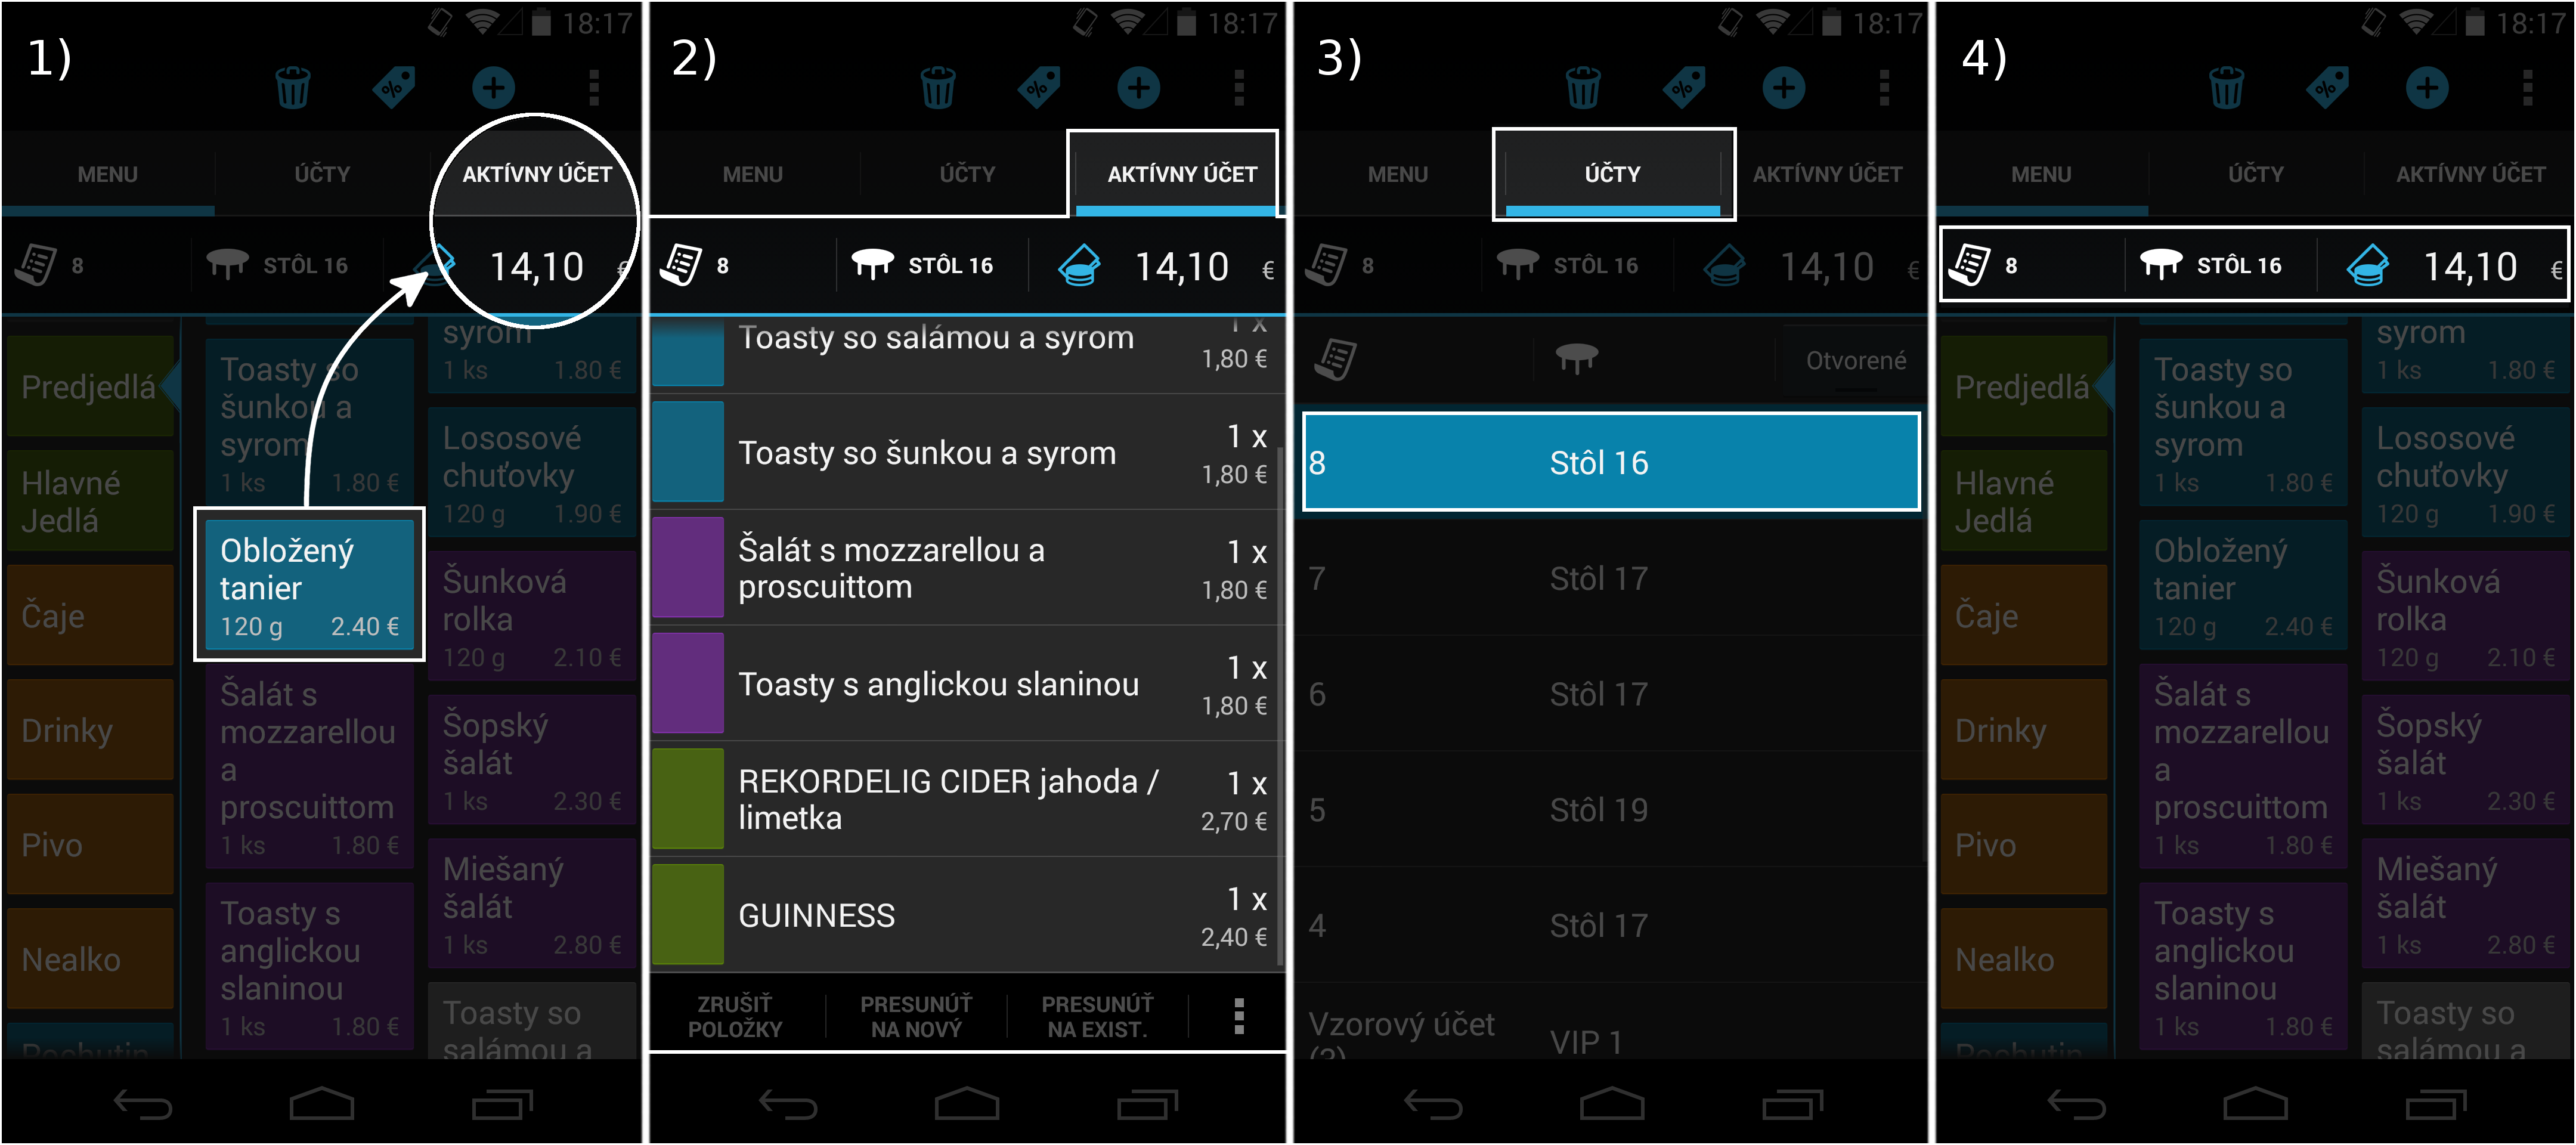 1)
18:17
MENU
ÚČTY
AKTÍVNY ÚČET
8
STÔL 16
14,10 €
Predjedlá
Hlavné
Jedlá
Čaje
Drinky
Pivo
Nealko
Pochutin
Toasty so
šunkou a
syrom
1 ks 1.80 €
Obložený
tanier
120 g 2.40 €
Šalát s
mozzarellou
a
proscuittom
1 ks 1.80 €
Toasty s
anglickou
slaninou
1 ks 1.80 €
syrom
1 ks 1.80 €
Lososové
chuťovky
120 g 1.90 €
Šunková
rolka
120 g 2.10 €
Šopský
šalát
1 ks 2.30 €
Miešaný
šalát
1 ks 2.80 €
Toasty so
salámou a
2)
18:17
MENU
ÚČTY
AKTÍVNY ÚČET
8
STÔL 16
14,10 €
Toasty so salámou a syrom
1 x
1,80 €
Toasty so šunkou a syrom
1 x
1,80 €
Šalát s mozzarellou a
proscuittom
1 x
1,80 €
Toasty s anglickou slaninou
1 x
1,80 €
REKORDELIG CIDER jahoda /
limetka
1 x
2,70 €
GUINNESS
1 x
2,40 €
ZRUŠIŤ
POLOŽKY
PRESUNÚŤ
NA NOVÝ
PRESUNÚŤ
NA EXIST.
3)
18:17
MENU
ÚČTY
AKTÍVNY ÚČET
8
STÔL 16
14,10 €
Otvorené
8 Stôl 16
7 Stôl 17
6 Stôl 17
5 Stôl 19
4 Stôl 17
Vzorový účet
(2)
VIP 1
4)
18:17
MENU
ÚČTY
AKTÍVNY ÚČET
8
STÔL 16
14,10 €
Predjedlá
Hlavné
Jedlá
Čaje
Drinky
Pivo
Nealko
Pochutin
Toasty so
šunkou a
syrom
1 ks 1.80 €
Obložený
tanier
120 g 2.40 €
Šalát s
mozzarellou
a
proscuittom
1 ks 1.80 €
Toasty s
anglickou
slaninou
1 ks 1.80 €
syrom
1 ks 1.80 €
Lososové
chuťovky
120 g 1.90 €
Šunková
rolka
120 g 2.10 €
Šopský
šalát
1 ks 2.30 €
Miešaný
šalát
1 ks 2.80 €
Toasty so
salámou a